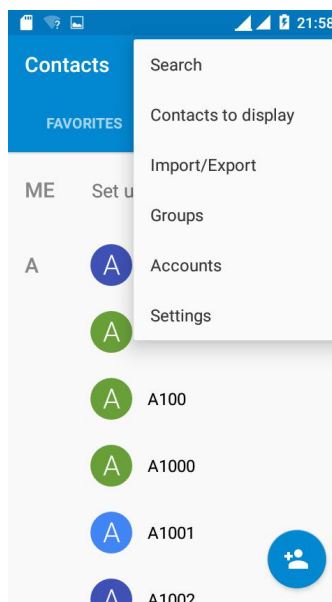 21:58
Contacts
Search
FAVORITES
Contacts to display
Import/Export
ME
Set u
Groups
A
A
Accounts
A
Settings
A
A100
A
A1000
A
A1001
A
A1002